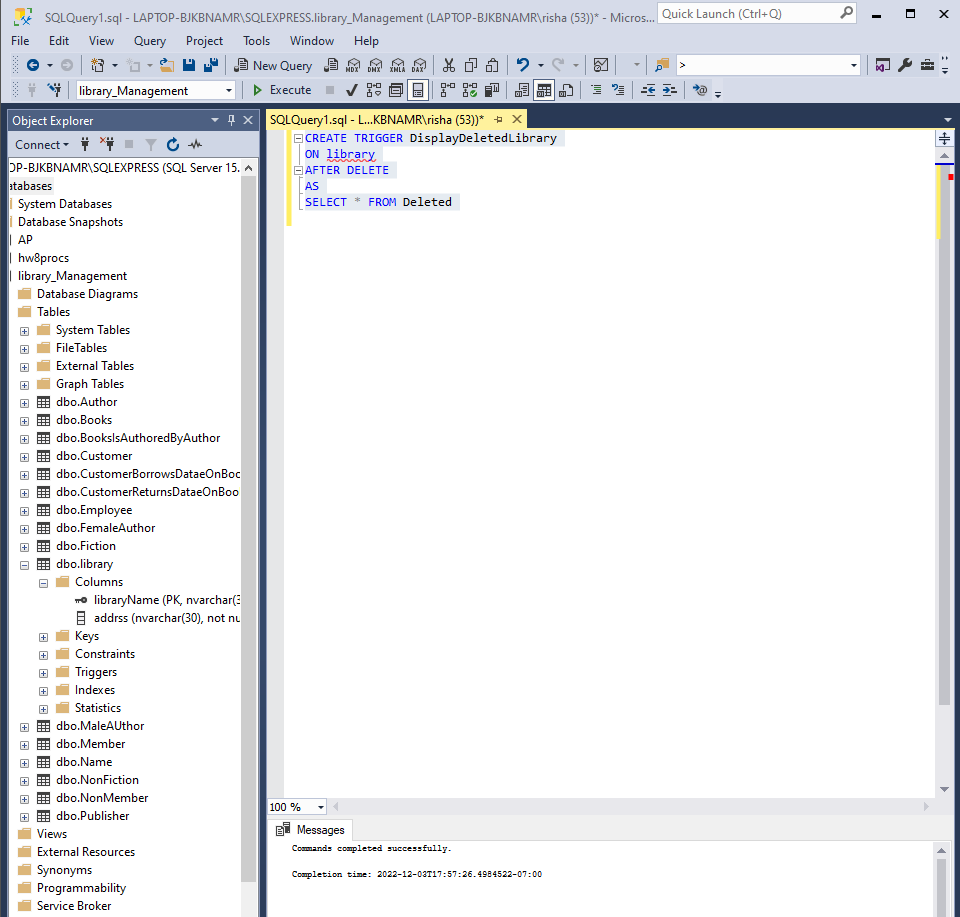 SQLQuery1.sql - LAPTOP-BJKBNAMR\SQLEXPRESS.library_Management (LAPTOP-BJKBNAMR\risha (53))* - Micros...
Quick Launch (Ctrl+Q)
File Edit View Query Project Tools Window Help
New Query MDX DMX XMLA DAX >
library_Management Execute
Object Explorer
SQLQuery1.sql - L...KBNAMR\risha (53))*
Connect
OP-BJKBNAMR\SQLEXPRESS (SQL Server 15.
atabases
System Databases
Database Snapshots
AP
hw8procs
library_Management
Database Diagrams
Tables
System Tables
FileTables
External Tables
Graph Tables
dbo.Author
dbo.Books
dbo.BooksIsAuthoredByAuthor
dbo.Customer
dbo.CustomerBorrowsDataeOnBoo
dbo.CustomerReturnsDataeOnBoo
dbo.Employee
dbo.FemaleAuthor
dbo.Fiction
dbo.library
Columns
libraryName (PK, nvarchar(3
addrss (nvarchar(30), not nu
Keys
Constraints
Triggers
Indexes
Statistics
dbo.MaleAUthor
dbo.Member
dbo.Name
dbo.NonFiction
dbo.NonMember
dbo.Publisher
Views
External Resources
Synonyms
Programmability
Service Broker
CREATE TRIGGER DisplayDeletedLibrary
ON library
AFTER DELETE
AS
SELECT * FROM Deleted
100 %
Messages
Commands completed successfully.
Completion time: 2022-12-03T17:57:26.4984522-07:00